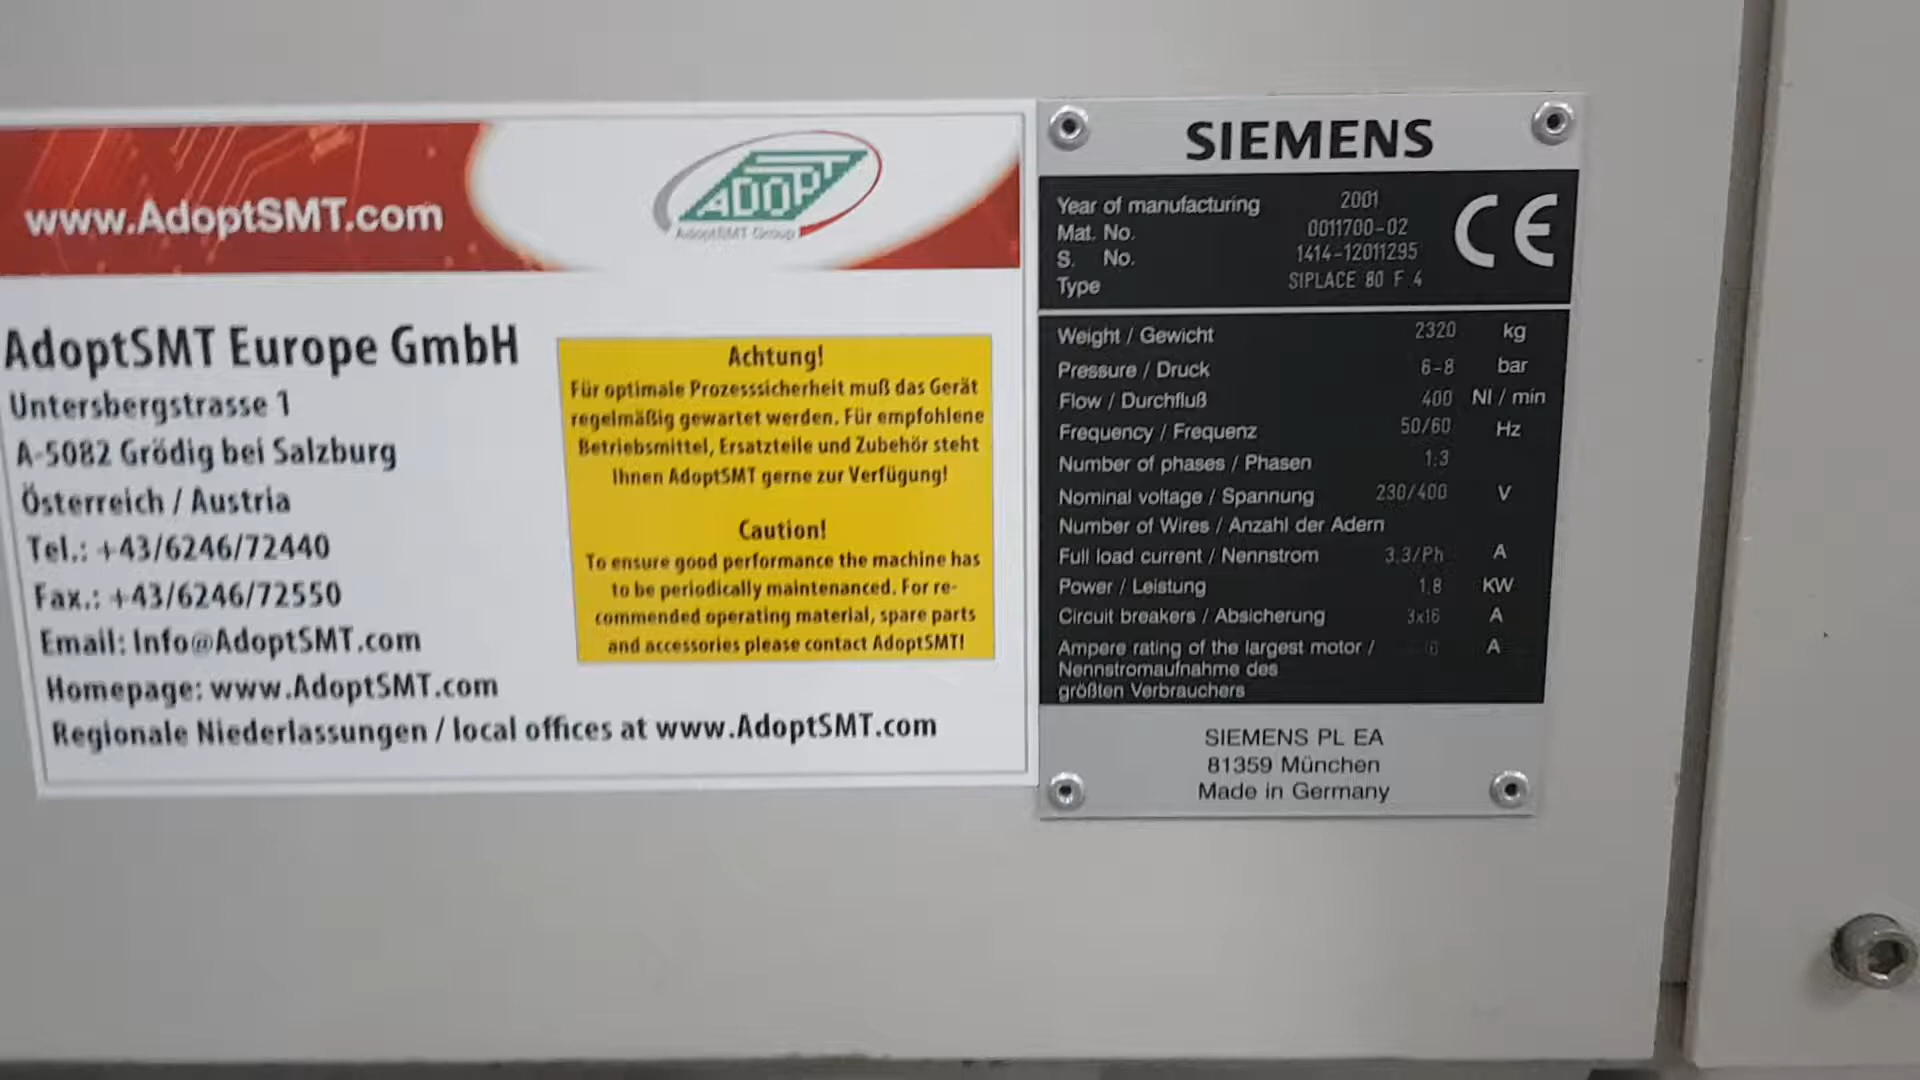 www.AdoptSMT.com
ADOPT
AdoptSMT Group
AdoptSMT Europe GmbH
Untersbergstrasse 1
A-5082 Grödig bei Salzburg
Österreich / Austria
Tel.: +43/6246/72440
Fax.: +43/6246/72550
Email: Info@AdoptSMT.com
Homepage: www.AdoptSMT.com
Regionale Niederlassungen / local offices at www.AdoptSMT.com
Achtung!
Für optimale Prozesssicherheit muß das Gerät
regelmäßig gewartet werden. Für empfohlene
Betriebsmittel, Ersatzteile und Zubehör steht
Ihnen AdoptSMT gerne zur Verfügung!
Caution!
To ensure good performance the machine has
to be periodically maintenanced. For re-
commended operating material, spare parts
and accessories please contact AdoptSMT!
SIEMENS
CE
Year of manufacturing 2001
Mat. No. 0011700-02
S. No. 1414-12011295
Type SIPLACE 80 F 4
Weight / Gewicht 2320 kg
Pressure / Druck 6-8 bar
Flow / Durchfluß 400 Nl / min
Frequency / Frequenz 50/60 Hz
Number of phases / Phasen 1:3
Nominal voltage / Spannung 230/400 V
Number of Wires / Anzahl der Adern
Full load current / Nennstrom 3.3/Ph A
Power / Leistung 1.8 KW
Circuit breakers / Absicherung 3x16 A
Ampere rating of the largest motor / A
Nennstromaufnahme des
größten Verbrauchers
SIEMENS PL EA
81359 München
Made in Germany